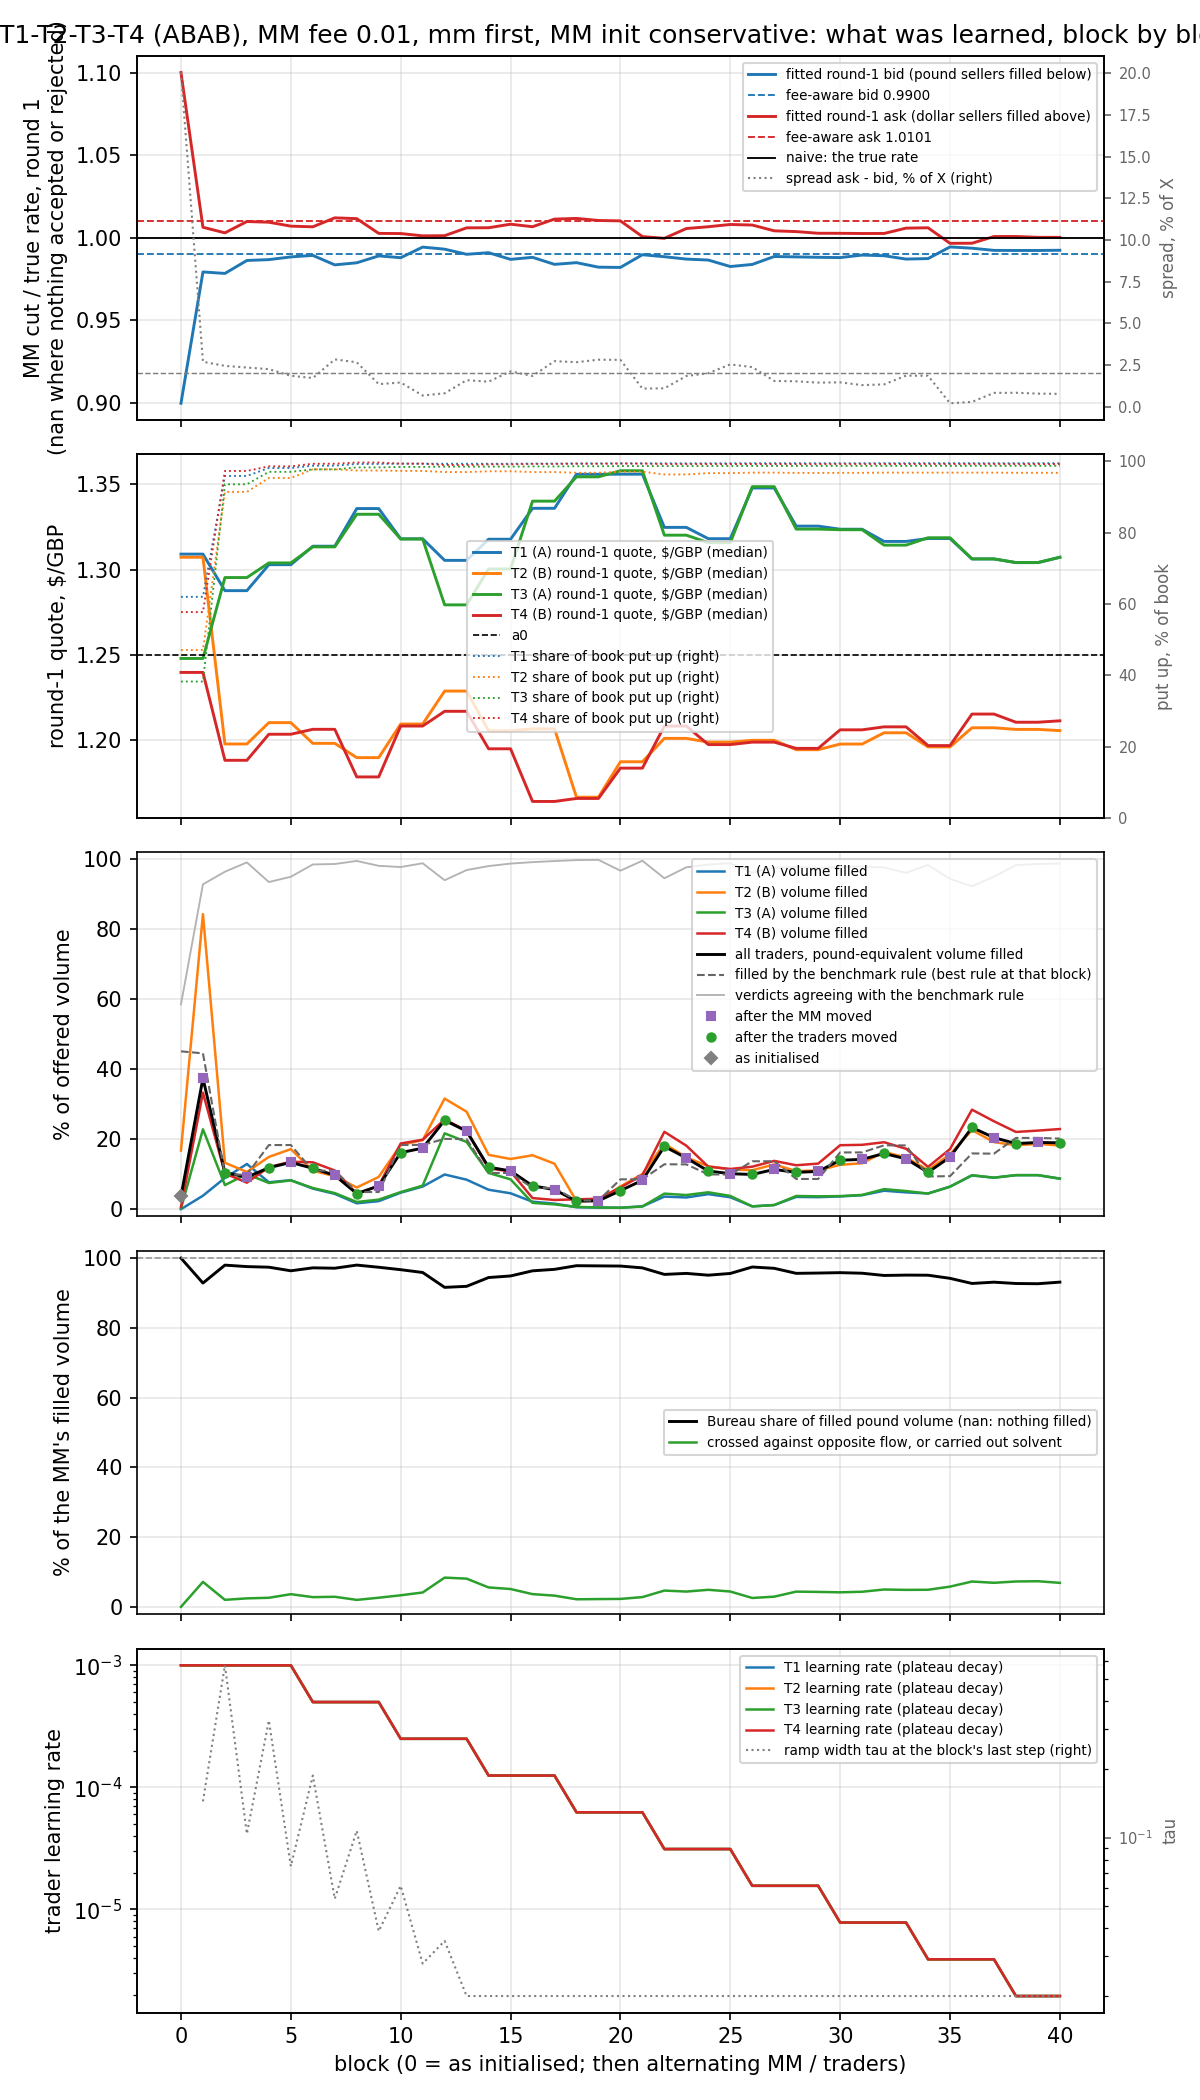 T1-T2-T3-T4 (ABAB), MM fee 0.01, mm first, MM init conservative: what was learned, block by
MM cut / true rate, round 1
(nan where nothing accepted or rejected)
1.10
1.05
1.00
0.95
0.90
20.0
17.5
15.0
12.5
10.0
7.5
5.0
2.5
0.0
spread, % of X
fitted round-1 bid (pound sellers filled below)
fee-aware bid 0.9900
fitted round-1 ask (dollar sellers filled above)
fee-aware ask 1.0101
naive: the true rate
spread ask - bid, % of X (right)
round-1 quote, $/GBP
1.35
1.30
1.25
1.20
100
80
60
40
20
0
put up, % of book
T1 (A) round-1 quote, $/GBP (median)
T2 (B) round-1 quote, $/GBP (median)
T3 (A) round-1 quote, $/GBP (median)
T4 (B) round-1 quote, $/GBP (median)
a0
T1 share of book put up (right)
T2 share of book put up (right)
T3 share of book put up (right)
T4 share of book put up (right)
% of offered volume
100
80
60
40
20
0
T1 (A) volume filled
T2 (B) volume filled
T3 (A) volume filled
T4 (B) volume filled
all traders, pound-equivalent volume filled
filled by the benchmark rule (best rule at that block)
verdicts agreeing with the benchmark rule
after the MM moved
after the traders moved
as initialised
% of the MM's filled volume
100
80
60
40
20
0
Bureau share of filled pound volume (nan: nothing filled)
crossed against opposite flow, or carried out solvent
trader learning rate
10⁻³
10⁻⁴
10⁻⁵
10⁻¹
tau
T1 learning rate (plateau decay)
T2 learning rate (plateau decay)
T3 learning rate (plateau decay)
T4 learning rate (plateau decay)
ramp width tau at the block's last step (right)
0 5 10 15 20 25 30 35 40
block (0 = as initialised; then alternating MM / traders)